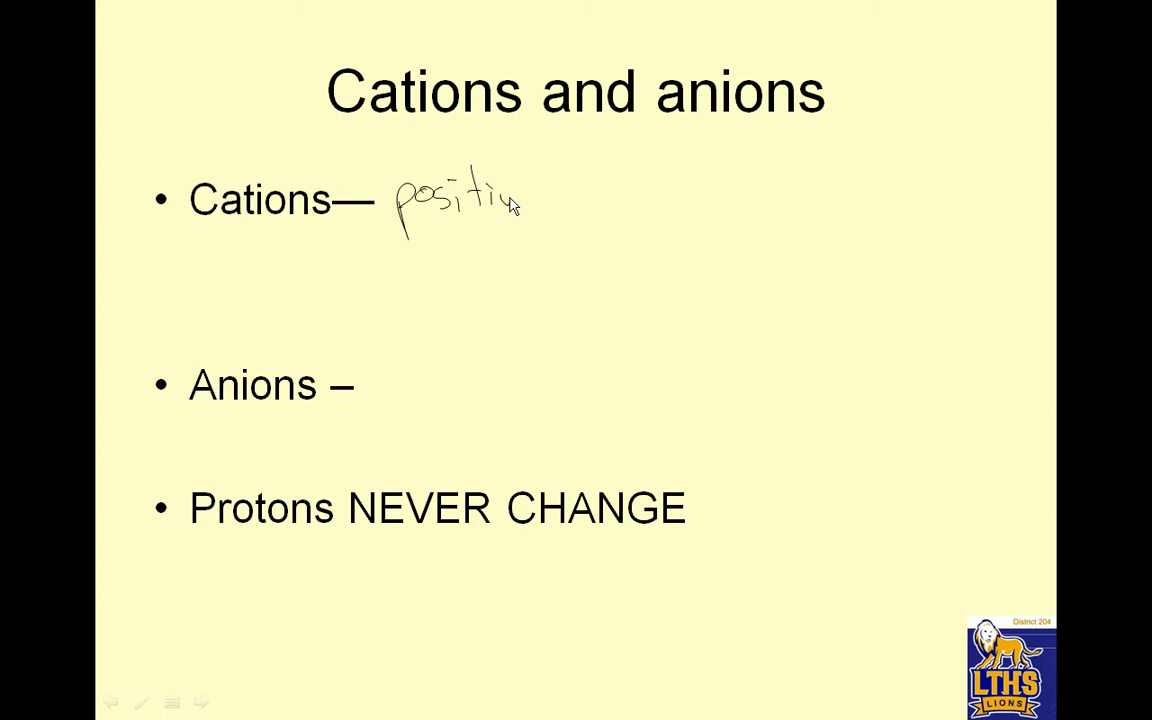 Cations and anions
• Cations— positiv
• Anions –
• Protons NEVER CHANGE
District 204
LTHS
LIONS